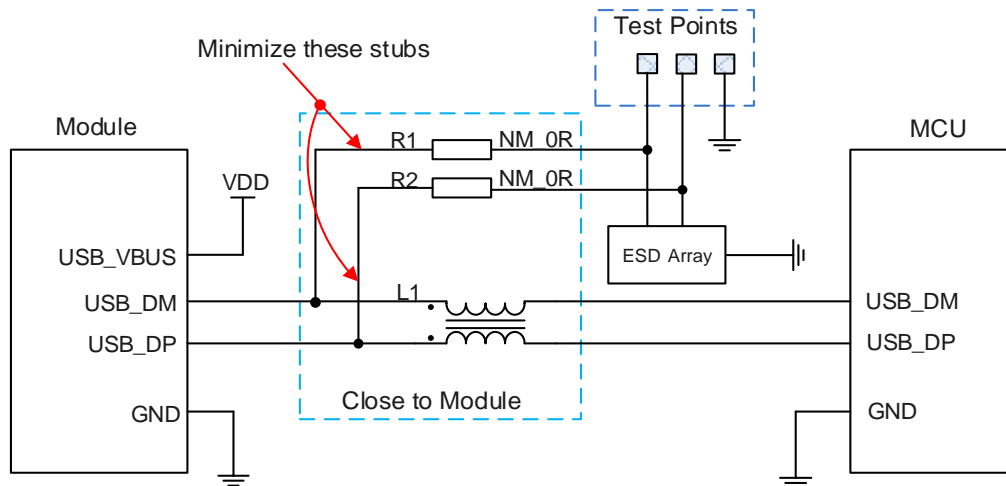 Test Points
Minimize these stubs
Module
MCU
R1
NM_0R
VDD
R2
NM_0R
ESD Array
USB_VBUS
USB_DM
L1
USB_DM
USB_DP
USB_DP
Close to Module
GND
GND